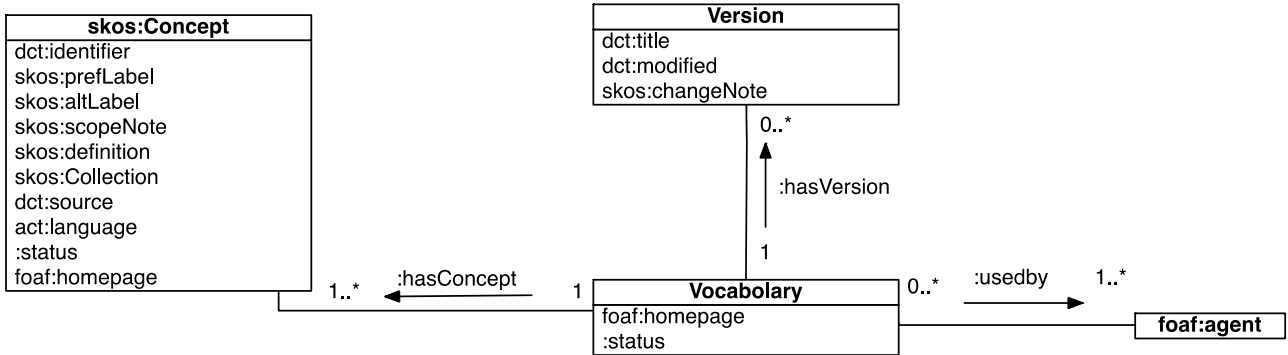 skos:Concept
dct:identifier
skos:prefLabel
skos:altLabel
skos:scopeNote
skos:definition
skos:Collection
dct:source
act:language
:status
foaf:homepage
Version
dct:title
dct:modified
skos:changeNote
0..*
:hasVersion
1
1..*
:hasConcept
1
Vocabolary
foaf:homepage
:status
0..*
:usedby
1..*
foaf:agent